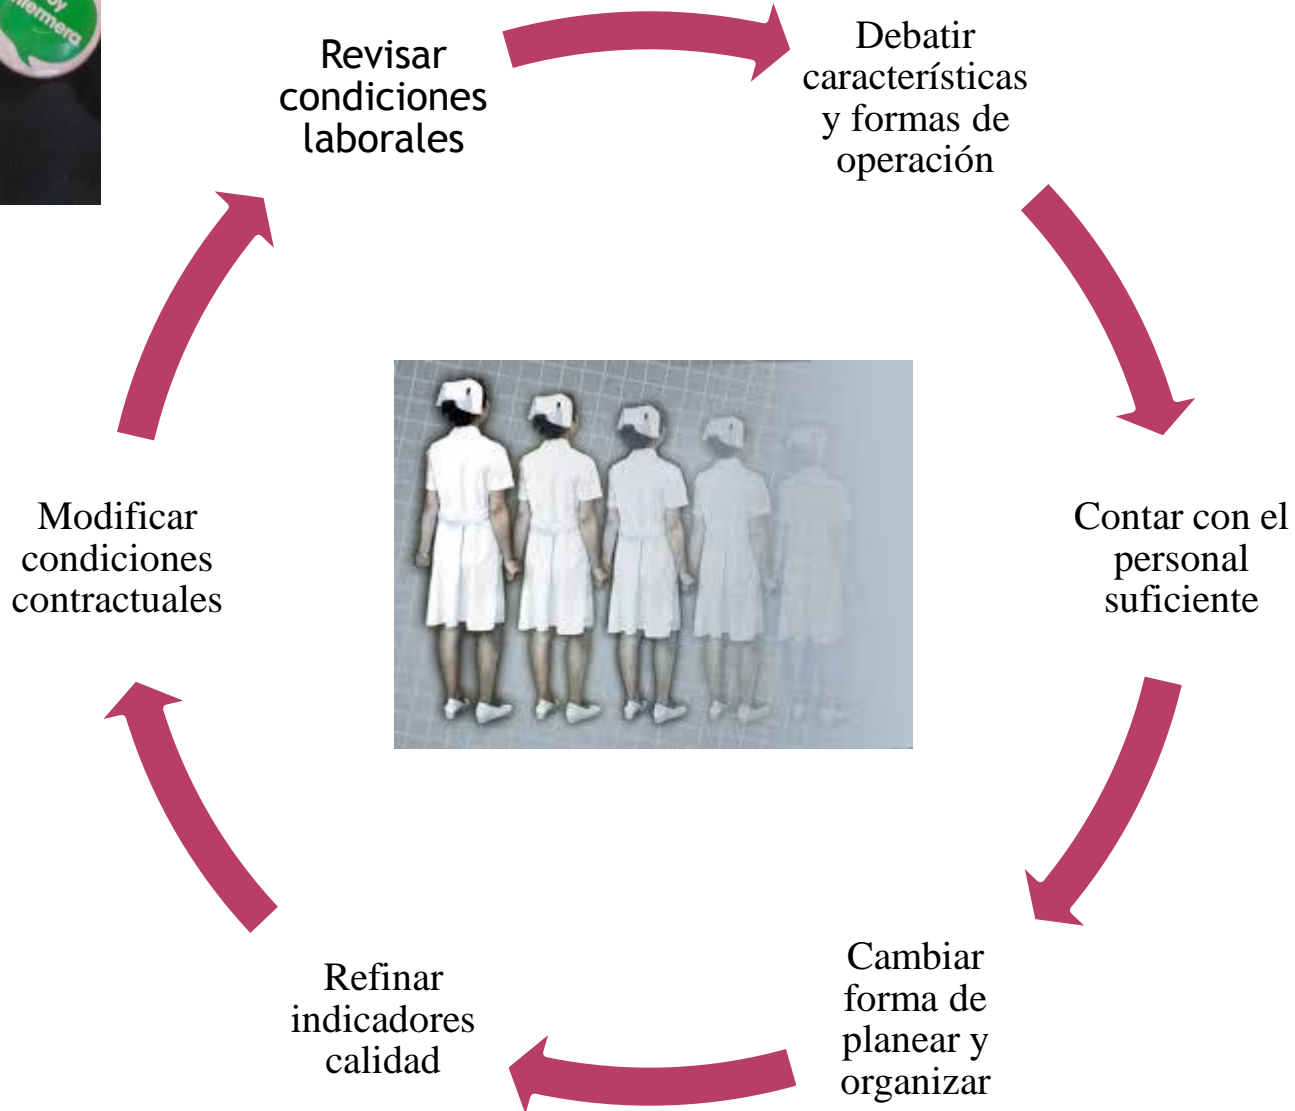 enfermera
Revisar
condiciones
laborales
Debatir
características
y formas de
operación
Contar con el
personal
suficiente
Cambiar
forma de
planear y
organizar
Refinar
indicadores
calidad
Modificar
condiciones
contractuales